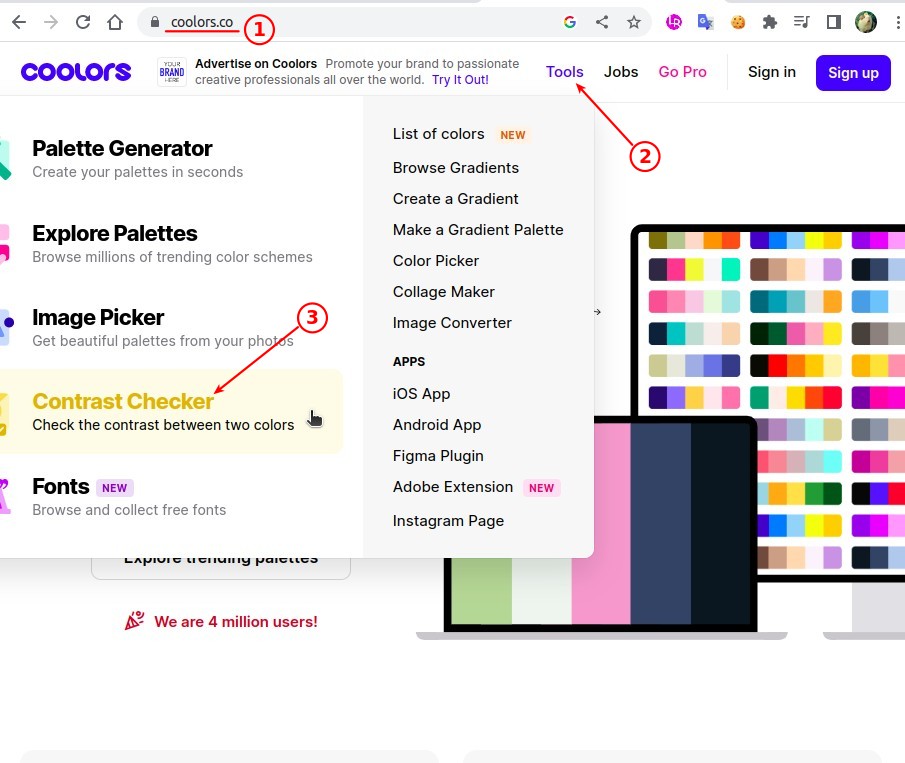 coolors.co
1
coolors
YOUR
BRAND
HERE
Advertise on Coolors Promote your brand to passionate
creative professionals all over the world. Try It Out!
Tools
Jobs
Go Pro
Sign in
Sign up
2
Palette Generator
Create your palettes in seconds
Explore Palettes
Browse millions of trending color schemes
Image Picker
Get beautiful palettes from your photos
3
Contrast Checker
Check the contrast between two colors
Fonts NEW
Browse and collect free fonts
List of colors NEW
Browse Gradients
Create a Gradient
Make a Gradient Palette
Color Picker
Collage Maker
Image Converter
APPS
iOS App
Android App
Figma Plugin
Adobe Extension NEW
Instagram Page
Explore trending palettes
We are 4 million users!